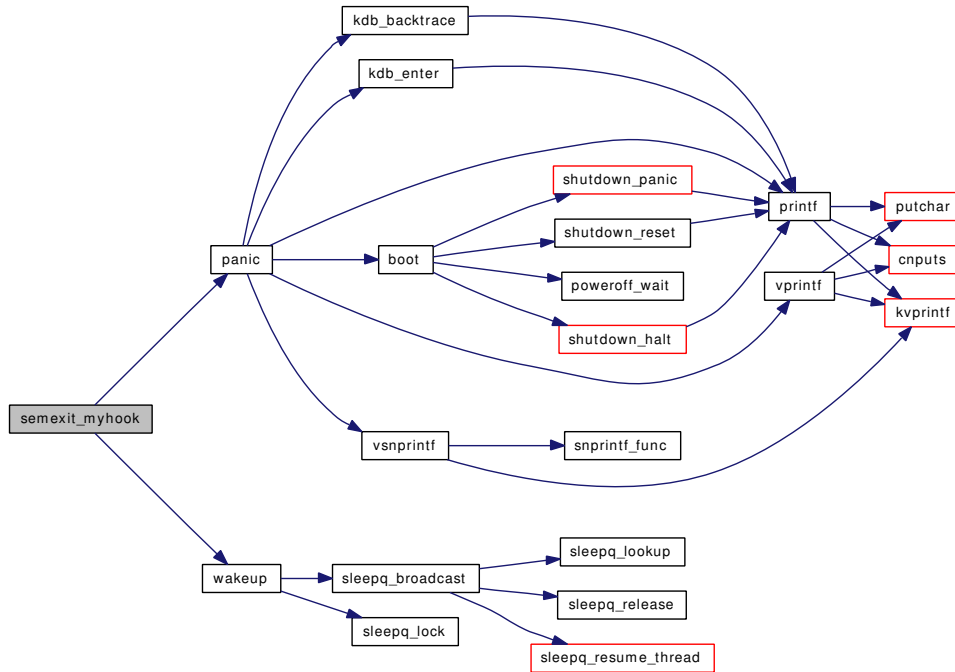 kdb_backtrace
kdb_enter
shutdown_panic
printf
putchar
shutdown_reset
cnputs
panic
boot
poweroff_wait
vprintf
kvprintf
shutdown_halt
semexit_myhook
vsnprintf
snprintf_func
sleepq_lookup
wakeup
sleepq_broadcast
sleepq_release
sleepq_lock
sleepq_resume_thread